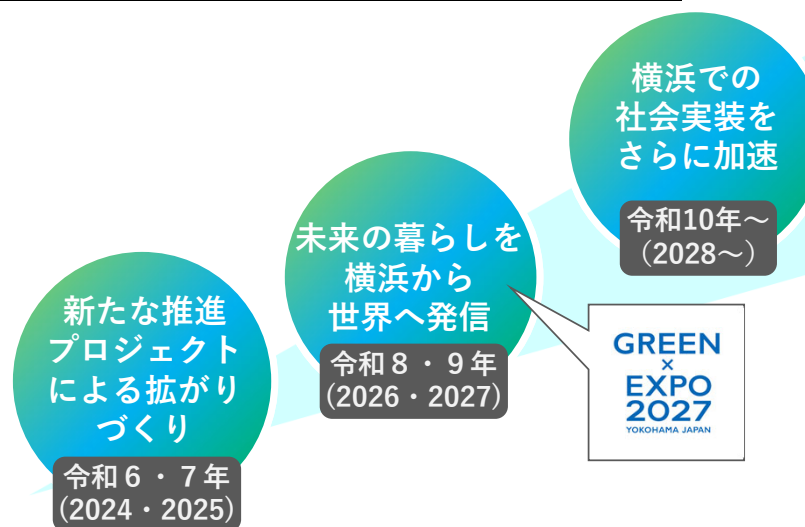 新たな推進
プロジェクト
による拡がり
づくり
令和６・７年
(2024・2025)
未来の暮らしを
横浜から
世界へ発信
令和８・９年
(2026・2027)
GREEN
×
EXPO
2027
YOKOHAMA JAPAN
横浜での
社会実装を
さらに加速
令和10年～
（2028～）